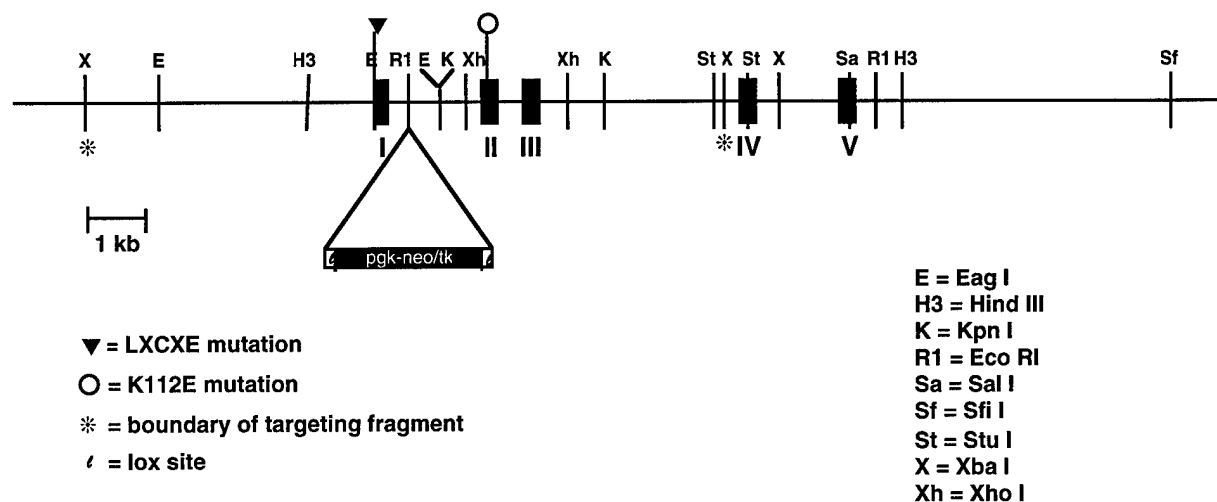 X E H3 E R1 E K Xh Xh K St X St X Sa R1 H3 Sf
I II III IV V
1 kb
ℓ pgk-neo/tk ℓ
▼ = LXCXE mutation
○ = K112E mutation
※ = boundary of targeting fragment
ℓ = lox site
E = Eag I
H3 = Hind III
K = Kpn I
R1 = Eco RI
Sa = Sal I
Sf = Sfi I
St = Stu I
X = Xba I
Xh = Xho I